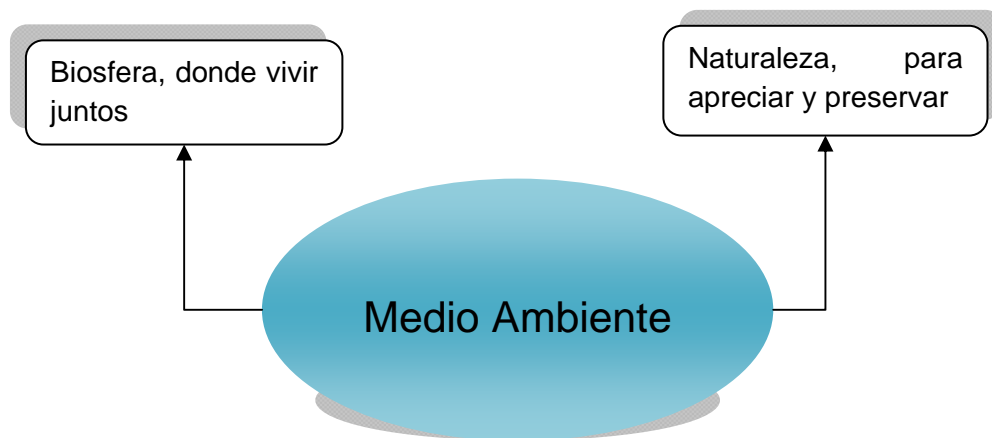 Biosfera, donde vivir
juntos
Naturaleza, para
apreciar y preservar
Medio Ambiente